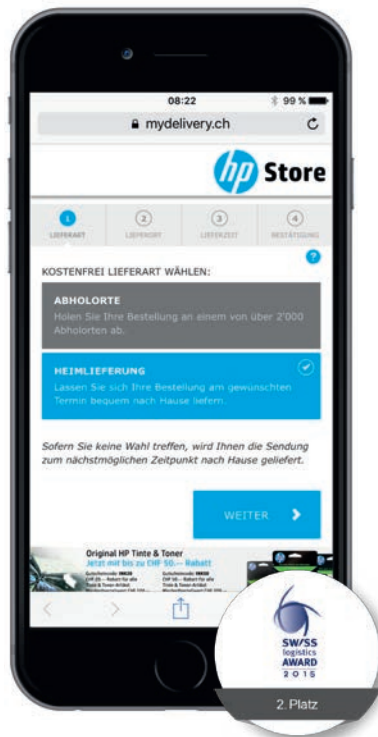 08:22
99 %
mydelivery.ch
hp Store
1
2
3
4
LIEFERART
LIEFERORT
LIEFERZEIT
BESTÄTIGUNG
?
KOSTENFREI LIEFERART WÄHLEN:
ABHOLORTE
Holen Sie Ihre Bestellung an einem von über 2'000
Abholorten ab.
HEIMLIEFERUNG
Lassen Sie sich Ihre Bestellung am gewünschten
Termin bequem nach Hause liefern.
Sofern Sie keine Wahl treffen, wird Ihnen die Sendung
zum nächstmöglichen Zeitpunkt nach Hause geliefert.
WEITER
Original HP Tinte & Toner
Jetzt mit bis zu CHF 50.-- Rabatt
SWISS
logistics
AWARD
2015
2. Platz